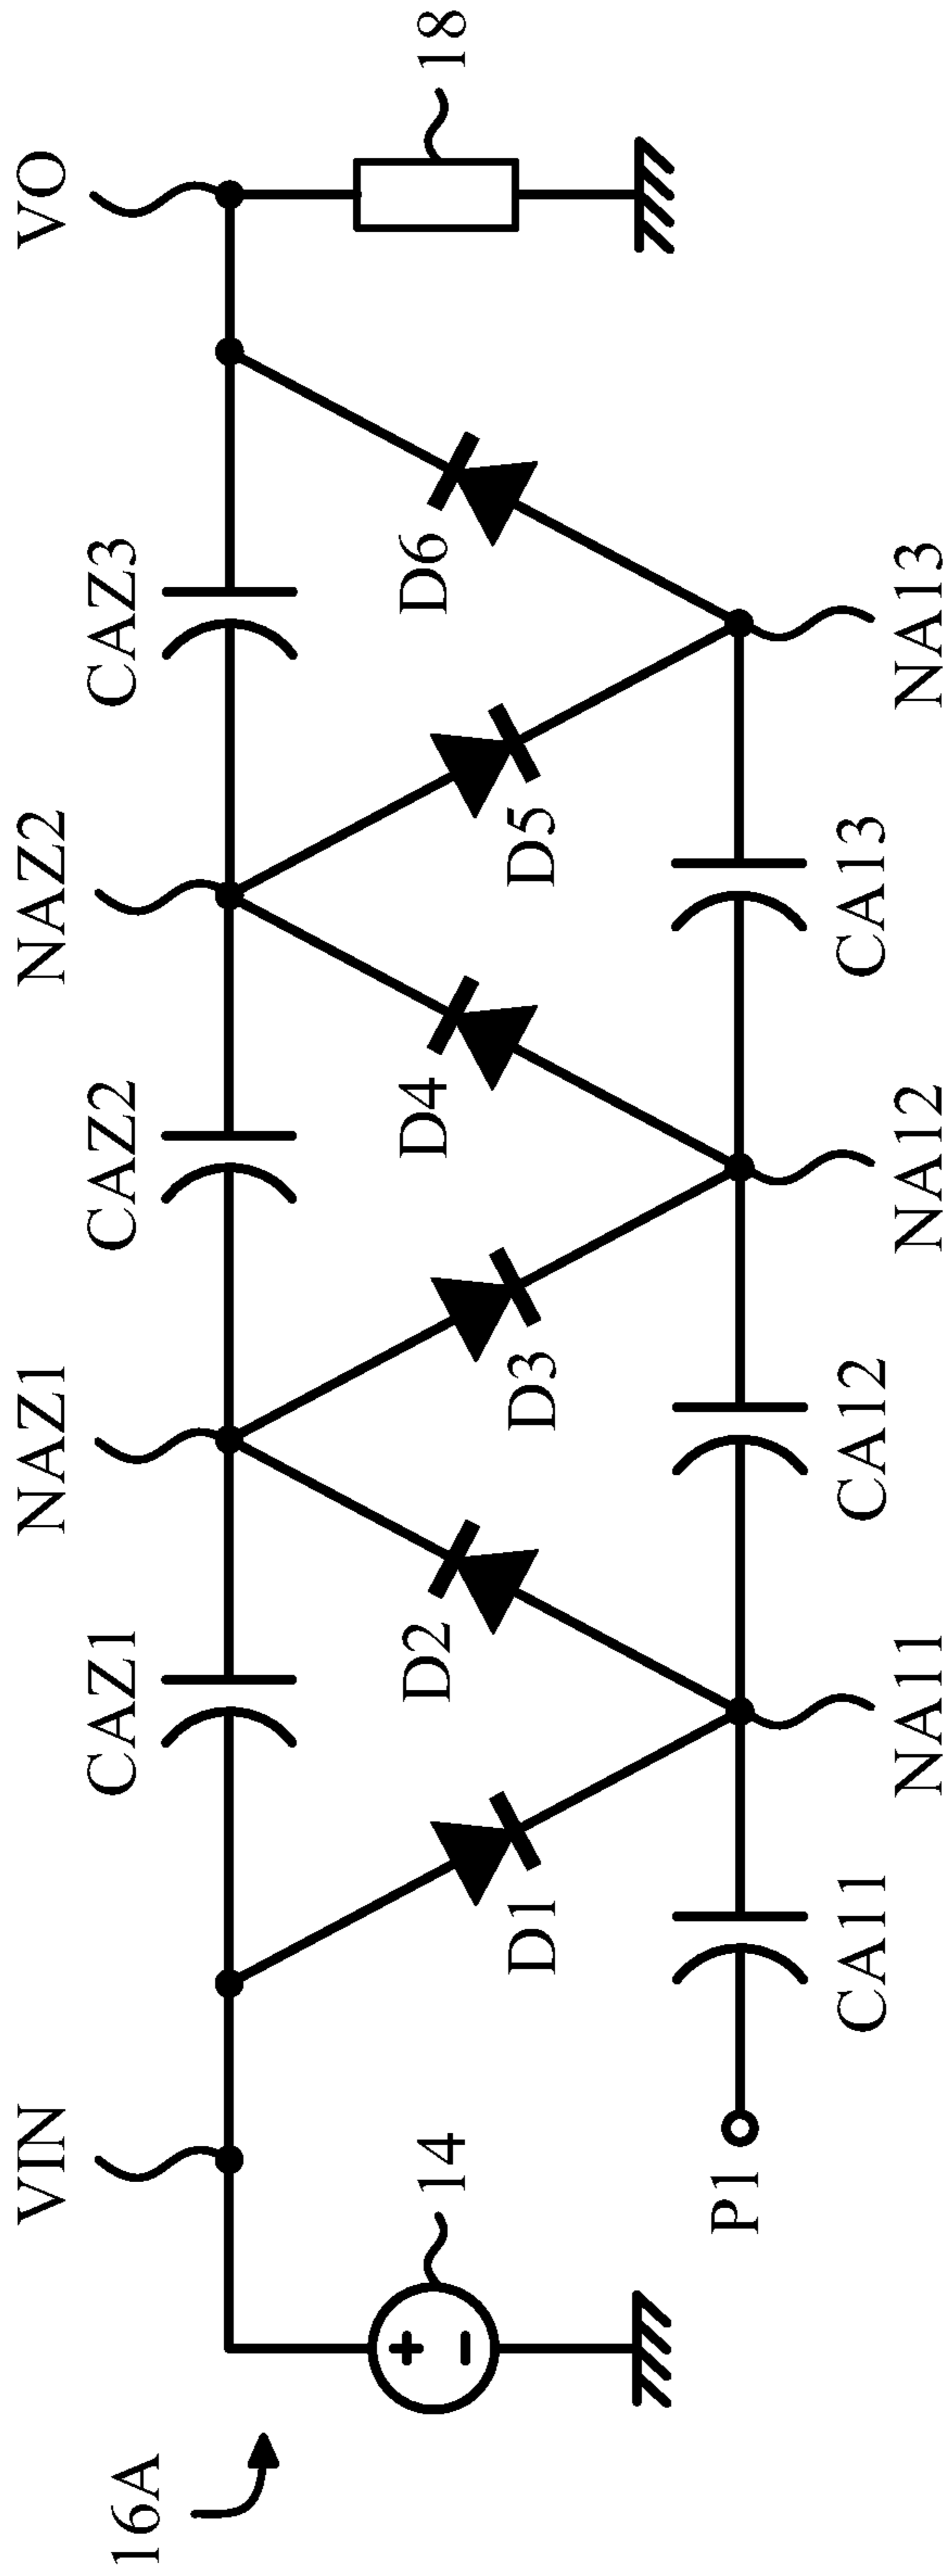 16A
VIN
NAZ1
NAZ2
VO
CAZ1
CAZ2
CAZ3
14
18
D1
D2
D3
D4
D5
D6
P1
CA11
CA12
CA13
NA11
NA12
NA13